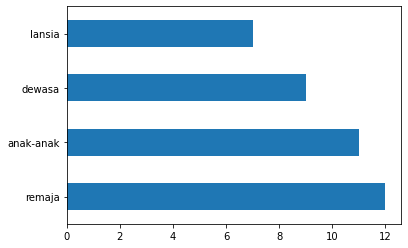 lansia
dewasa
anak-anak
remaja
0 2 4 6 8 10 12